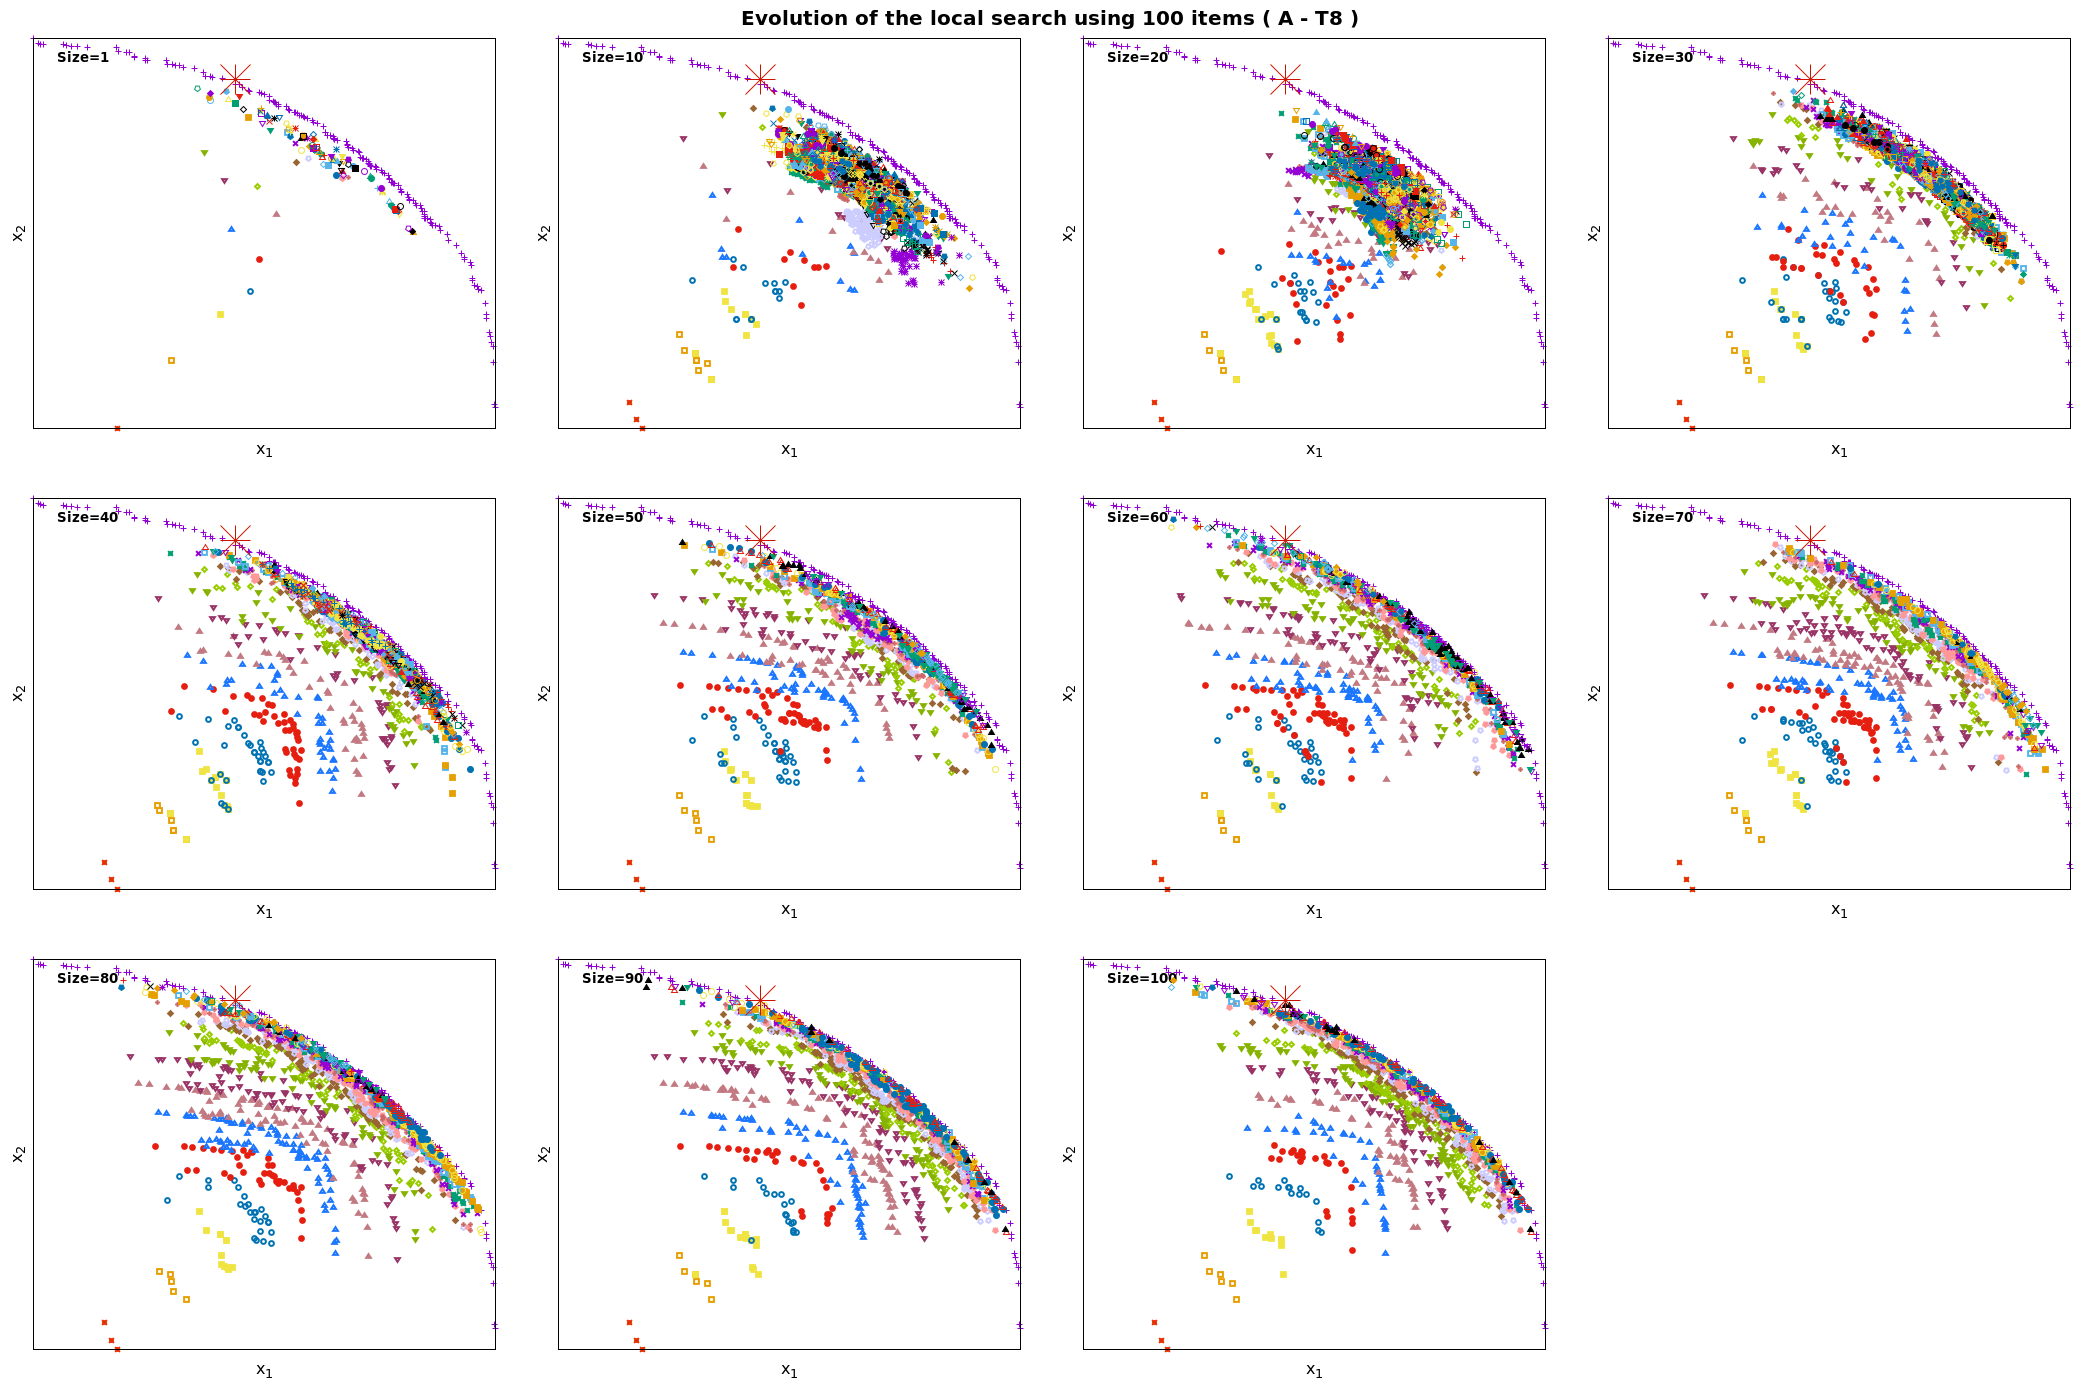 Evolution of the local search using 100 items ( A - T8 )
Size=1
Size=10
Size=20
Size=30
x2
x2
x2
x2
x1
x1
x1
x1
Size=40
Size=50
Size=60
Size=70
x2
x2
x2
x2
x1
x1
x1
x1
Size=80
Size=90
Size=100
x2
x2
x2
x1
x1
x1